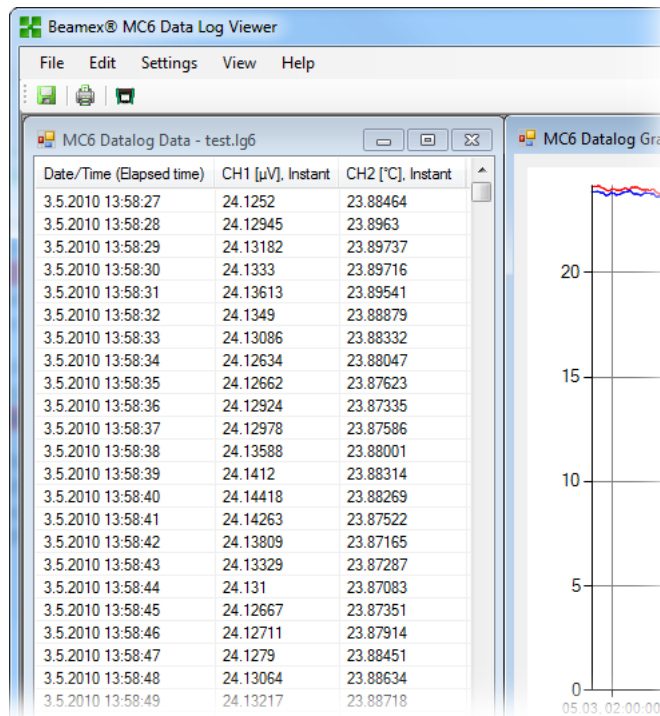 Beamex® MC6 Data Log Viewer
File Edit Settings View Help
MC6 Datalog Data - test.lg6
Date/Time (Elapsed time) CH1 [µV], Instant CH2 [°C], Instant
3.5.2010 13:58:27 24.1252 23.88464
3.5.2010 13:58:28 24.12945 23.8963
3.5.2010 13:58:29 24.13182 23.89737
3.5.2010 13:58:30 24.1333 23.89716
3.5.2010 13:58:31 24.13613 23.89541
3.5.2010 13:58:32 24.1349 23.88879
3.5.2010 13:58:33 24.13086 23.88332
3.5.2010 13:58:34 24.12634 23.88047
3.5.2010 13:58:35 24.12662 23.87623
3.5.2010 13:58:36 24.12924 23.87335
3.5.2010 13:58:37 24.12978 23.87586
3.5.2010 13:58:38 24.13588 23.88001
3.5.2010 13:58:39 24.1412 23.88314
3.5.2010 13:58:40 24.14418 23.88269
3.5.2010 13:58:41 24.14263 23.87522
3.5.2010 13:58:42 24.13809 23.87165
3.5.2010 13:58:43 24.13329 23.87287
3.5.2010 13:58:44 24.131 23.87083
3.5.2010 13:58:45 24.12667 23.87351
3.5.2010 13:58:46 24.12711 23.87914
3.5.2010 13:58:47 24.1279 23.88451
3.5.2010 13:58:48 24.13064 23.88634
3.5.2010 13:58:49 24.13217 23.88718
MC6 Datalog Gra
20
15
10
5
0
05.03, 02:00:00